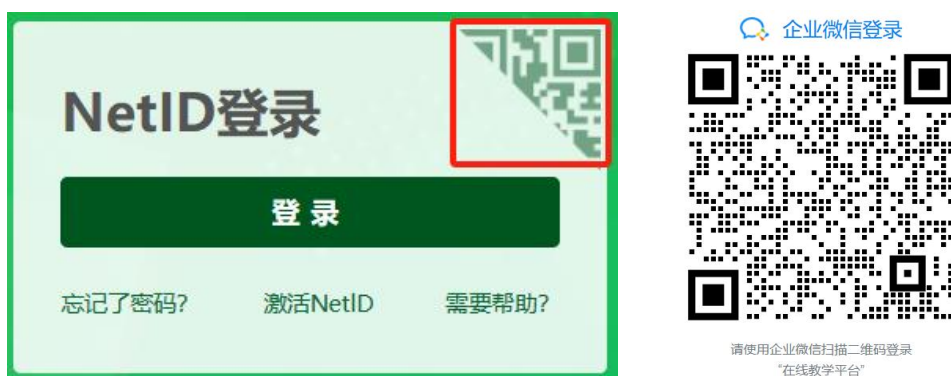 NetID登录
登 录
忘记了密码? 激活NetID 需要帮助?
企业微信登录
请使用企业微信扫描二维码登录
“在线教学平台”